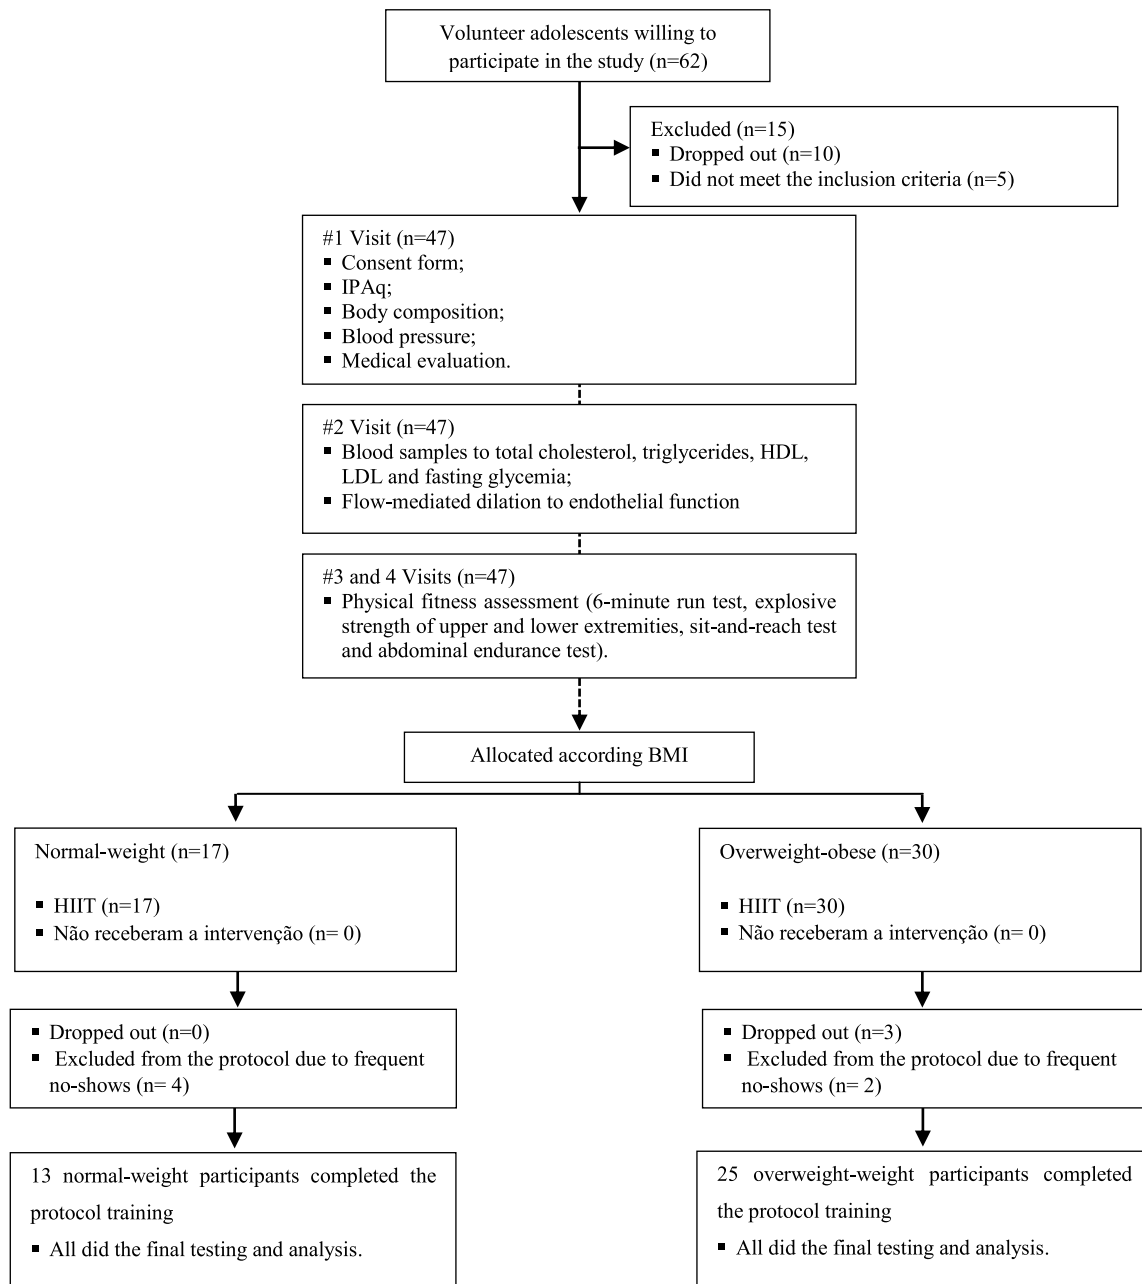 Volunteer adolescents willing to
participate in the study (n=62)
Excluded (n=15)
▪ Dropped out (n=10)
▪ Did not meet the inclusion criteria (n=5)
#1 Visit (n=47)
▪ Consent form;
▪ IPAq;
▪ Body composition;
▪ Blood pressure;
▪ Medical evaluation.
#2 Visit (n=47)
▪ Blood samples to total cholesterol, triglycerides, HDL,
LDL and fasting glycemia;
▪ Flow-mediated dilation to endothelial function
#3 and 4 Visits (n=47)
▪ Physical fitness assessment (6-minute run test, explosive
strength of upper and lower extremities, sit-and-reach test
and abdominal endurance test).
Allocated according BMI
Normal-weight (n=17)
▪ HIIT (n=17)
▪ Não receberam a intervenção (n= 0)
Overweight-obese (n=30)
▪ HIIT (n=30)
▪ Não receberam a intervenção (n= 0)
▪ Dropped out (n=0)
▪ Excluded from the protocol due to frequent
no-shows (n= 4)
▪ Dropped out (n=3)
▪ Excluded from the protocol due to frequent
no-shows (n= 2)
13 normal-weight participants completed the
protocol training
▪ All did the final testing and analysis.
25 overweight-weight participants completed
the protocol training
▪ All did the final testing and analysis.